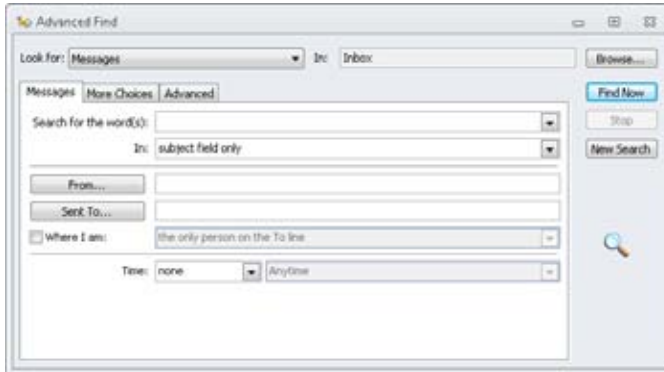 Advanced Find
Look for: Messages In: Inbox Browse...
Messages More Choices Advanced Find Now
Search for the word(s): Stop
In: subject field only New Search
From...
Sent To...
Where I am: the only person on the To line
Time: none Anytime